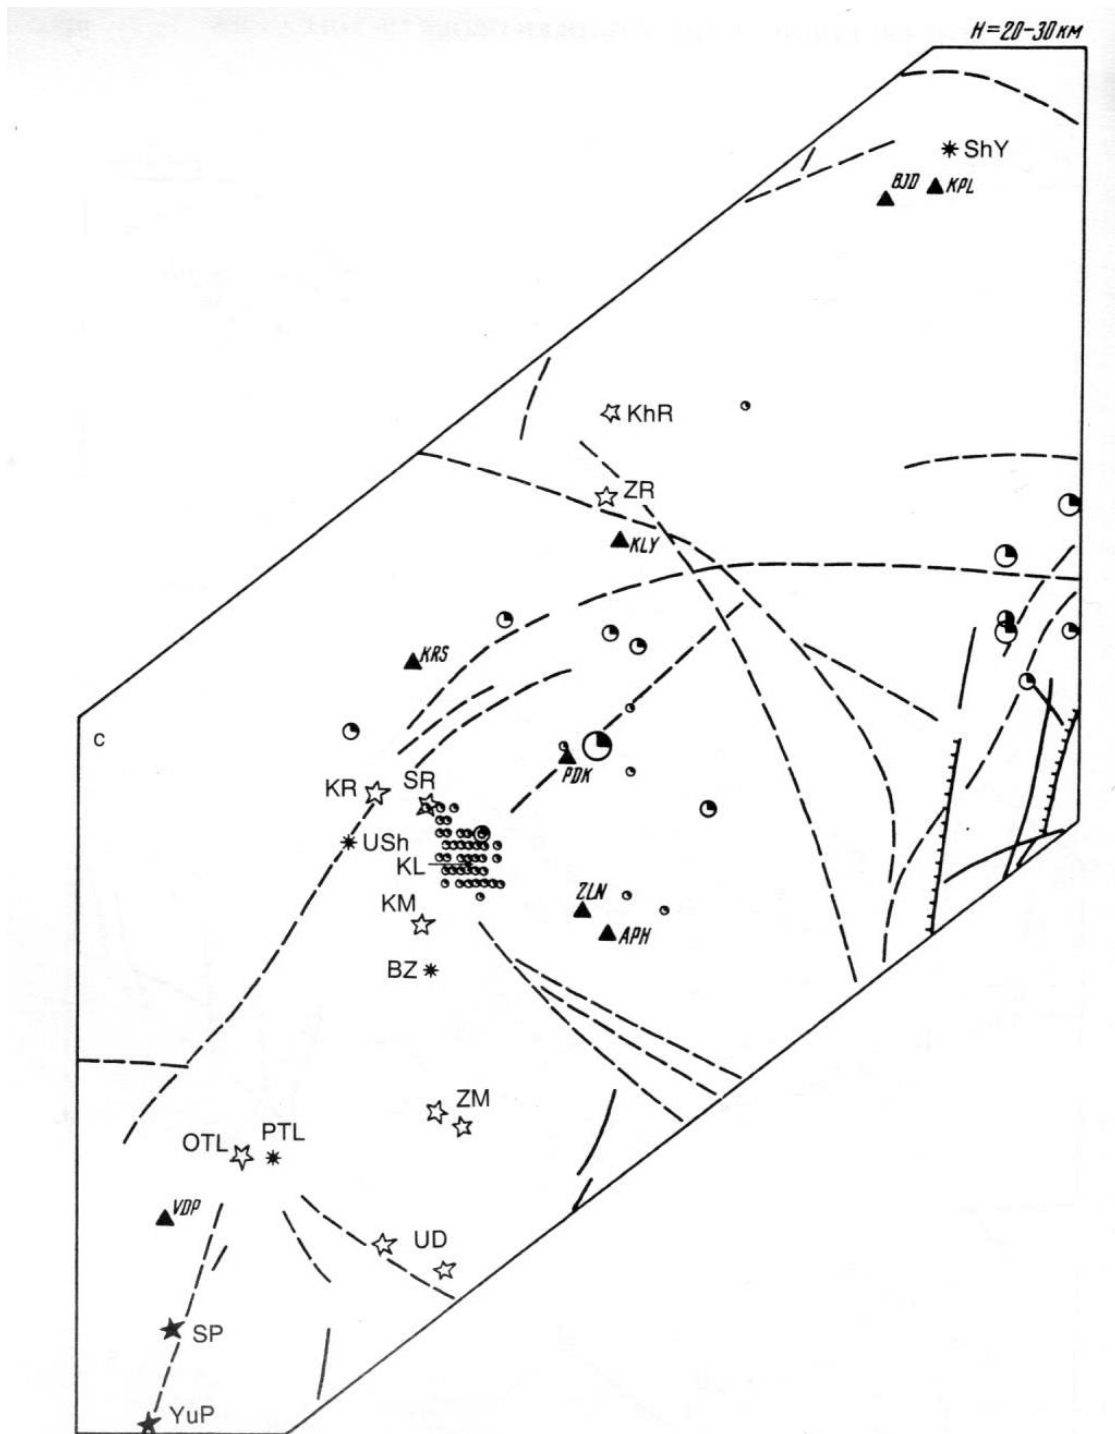 H=20-30 км
ShY
BJD
KPL
KhR
ZR
KLY
KRS
c
PDK
KR
SR
USh
KL
ZLN
KM
APH
BZ
ZM
OTL
PTL
VDP
UD
SP
YuP